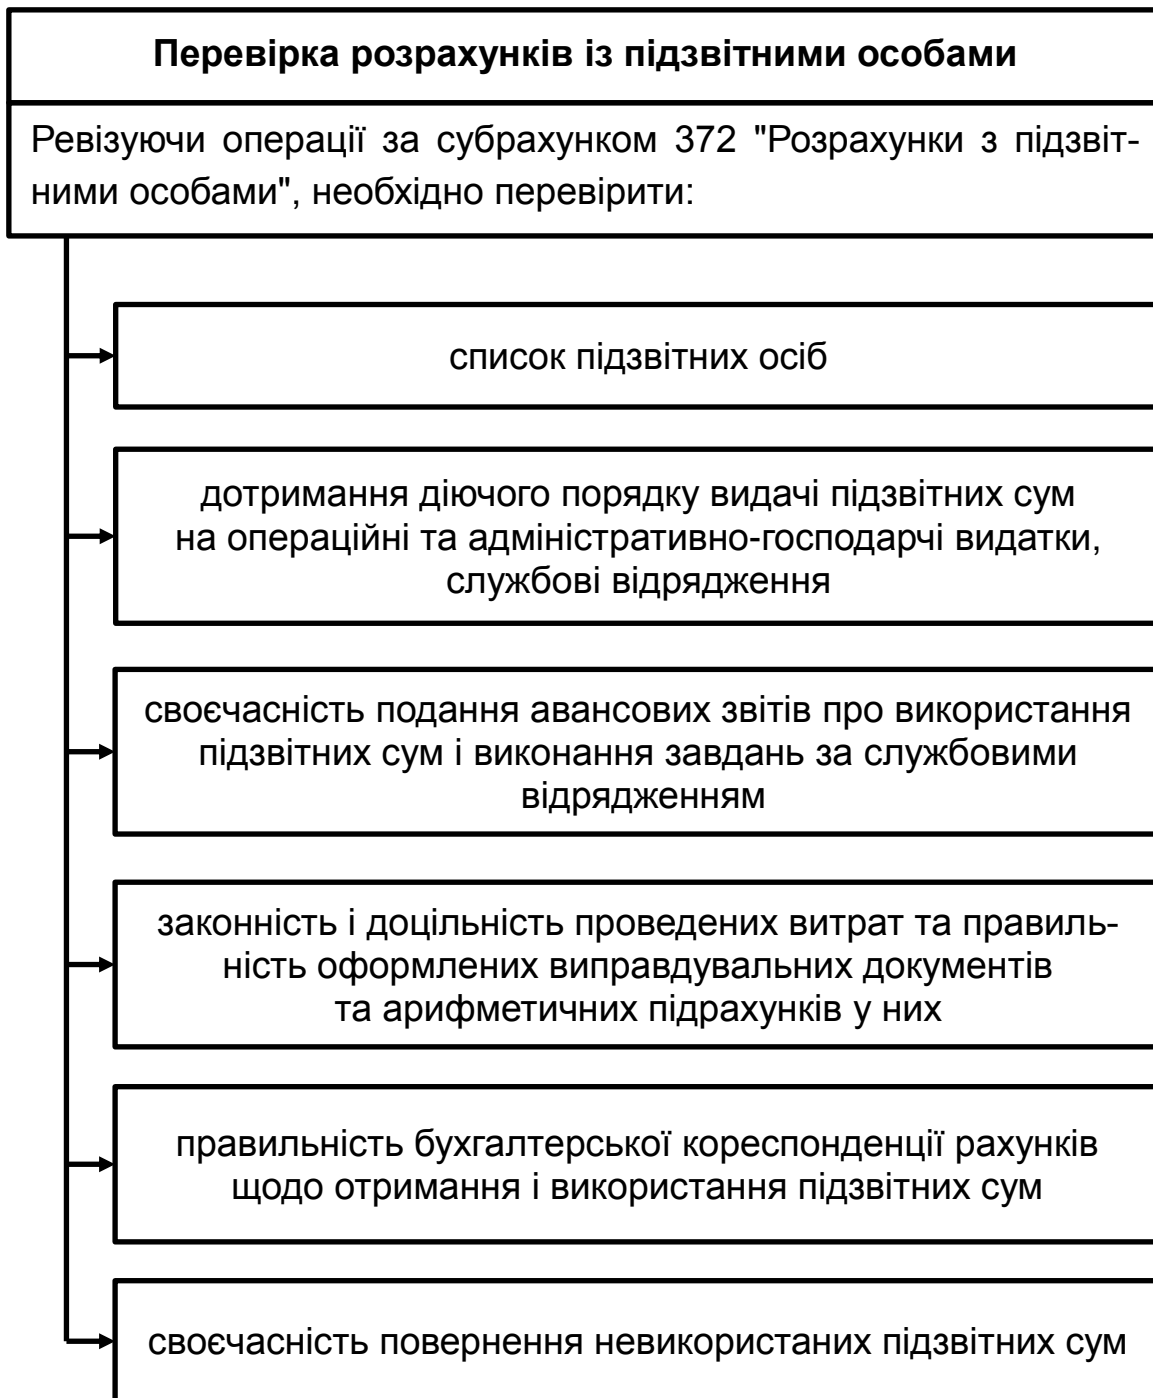 Перевірка розрахунків із підзвітними особами
Ревізуючи операції за субрахунком 372 "Розрахунки з підзвіт-
ними особами", необхідно перевірити:
список підзвітних осіб
дотримання діючого порядку видачі підзвітних сум
на операційні та адміністративно-господарчі видатки,
службові відрядження
своєчасність подання авансових звітів про використання
підзвітних сум і виконання завдань за службовими
відрядженням
законність і доцільність проведених витрат та правиль-
ність оформлених виправдувальних документів
та арифметичних підрахунків у них
правильність бухгалтерської кореспонденції рахунків
щодо отримання і використання підзвітних сум
своєчасність повернення невикористаних підзвітних сум